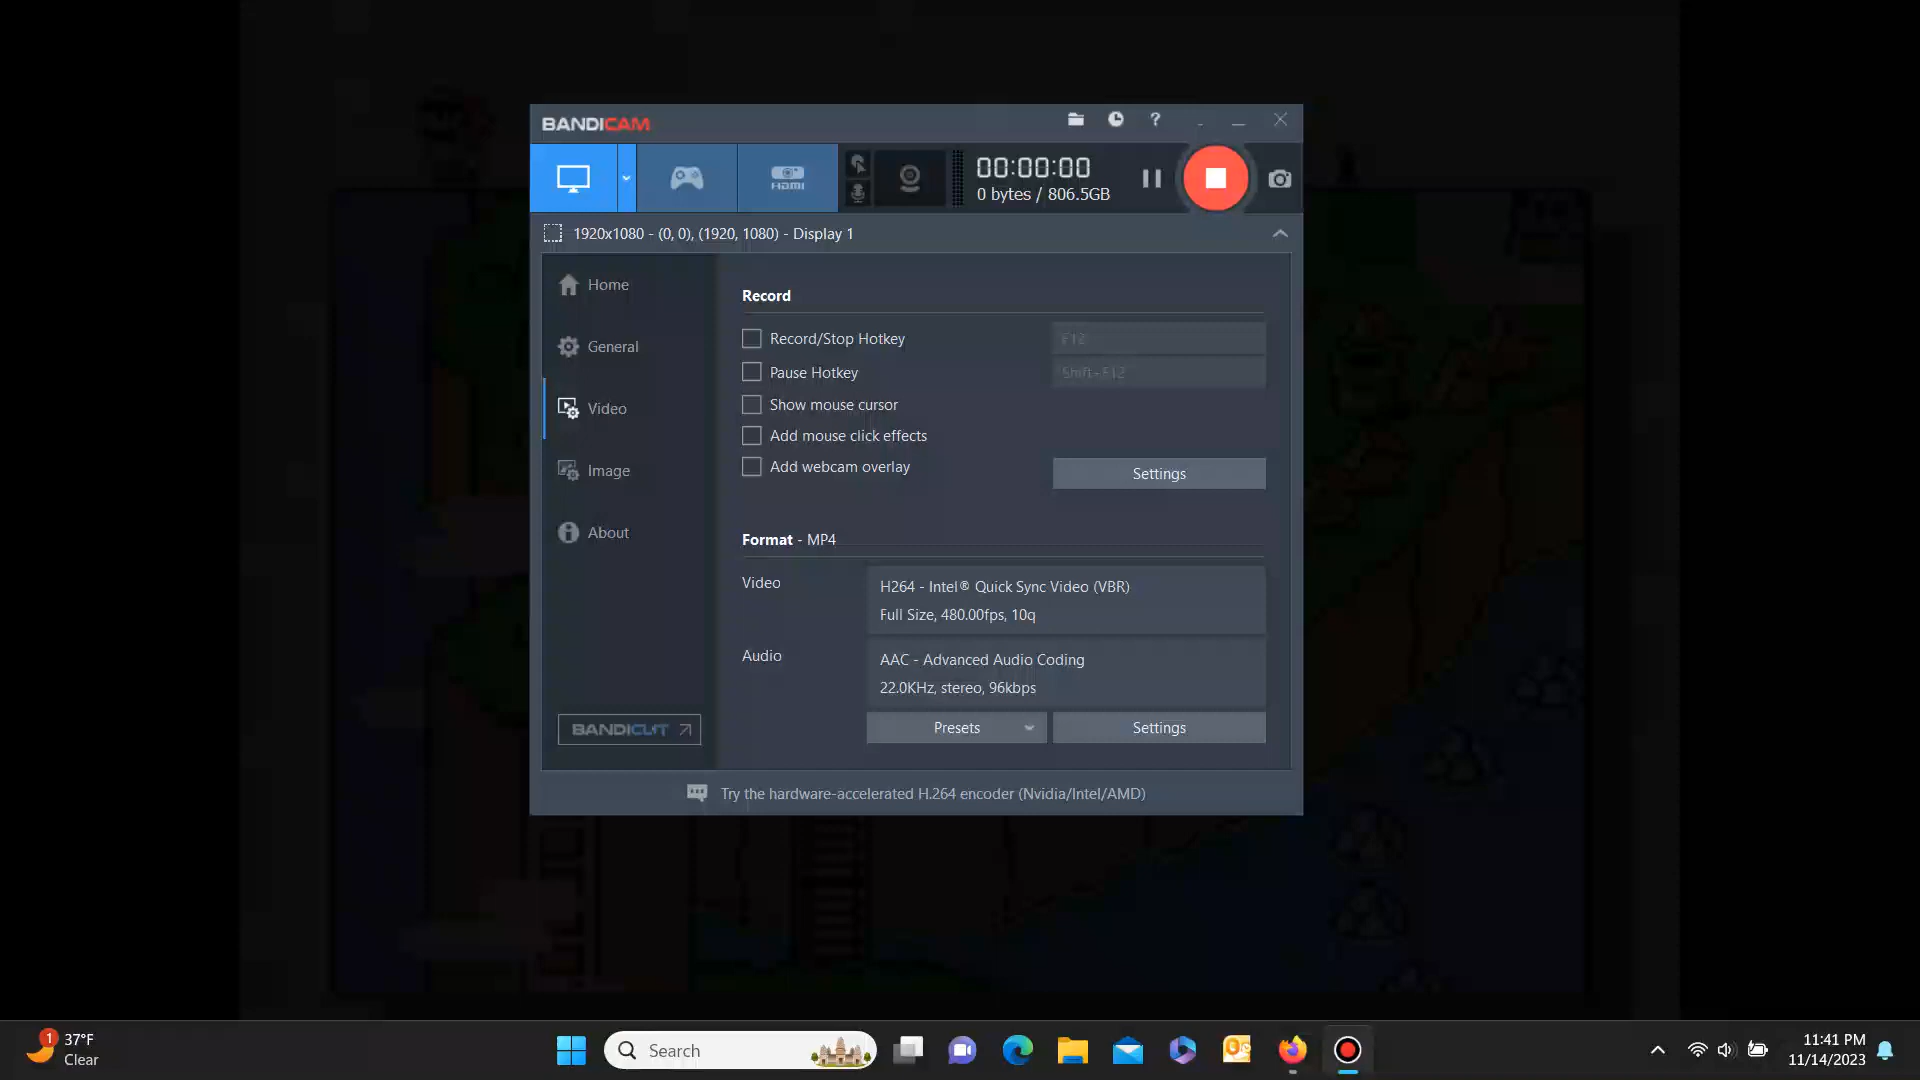 BANDICAM
HDMI
00:00:00
0 bytes / 806.5GB
1920x1080 - (0, 0), (1920, 1080) - Display 1
Home
General
Video
Image
About
BANDICUT
Record
Record/Stop Hotkey
F12
Pause Hotkey
Shift+F12
Show mouse cursor
Add mouse click effects
Add webcam overlay
Settings
Format - MP4
Video
H264 - Intel® Quick Sync Video (VBR)
Full Size, 480.00fps, 10q
Audio
AAC - Advanced Audio Coding
22.0KHz, stereo, 96kbps
Presets
Settings
Try the hardware-accelerated H.264 encoder (Nvidia/Intel/AMD)
1
37°F
Clear
Search
11:41 PM
11/14/2023